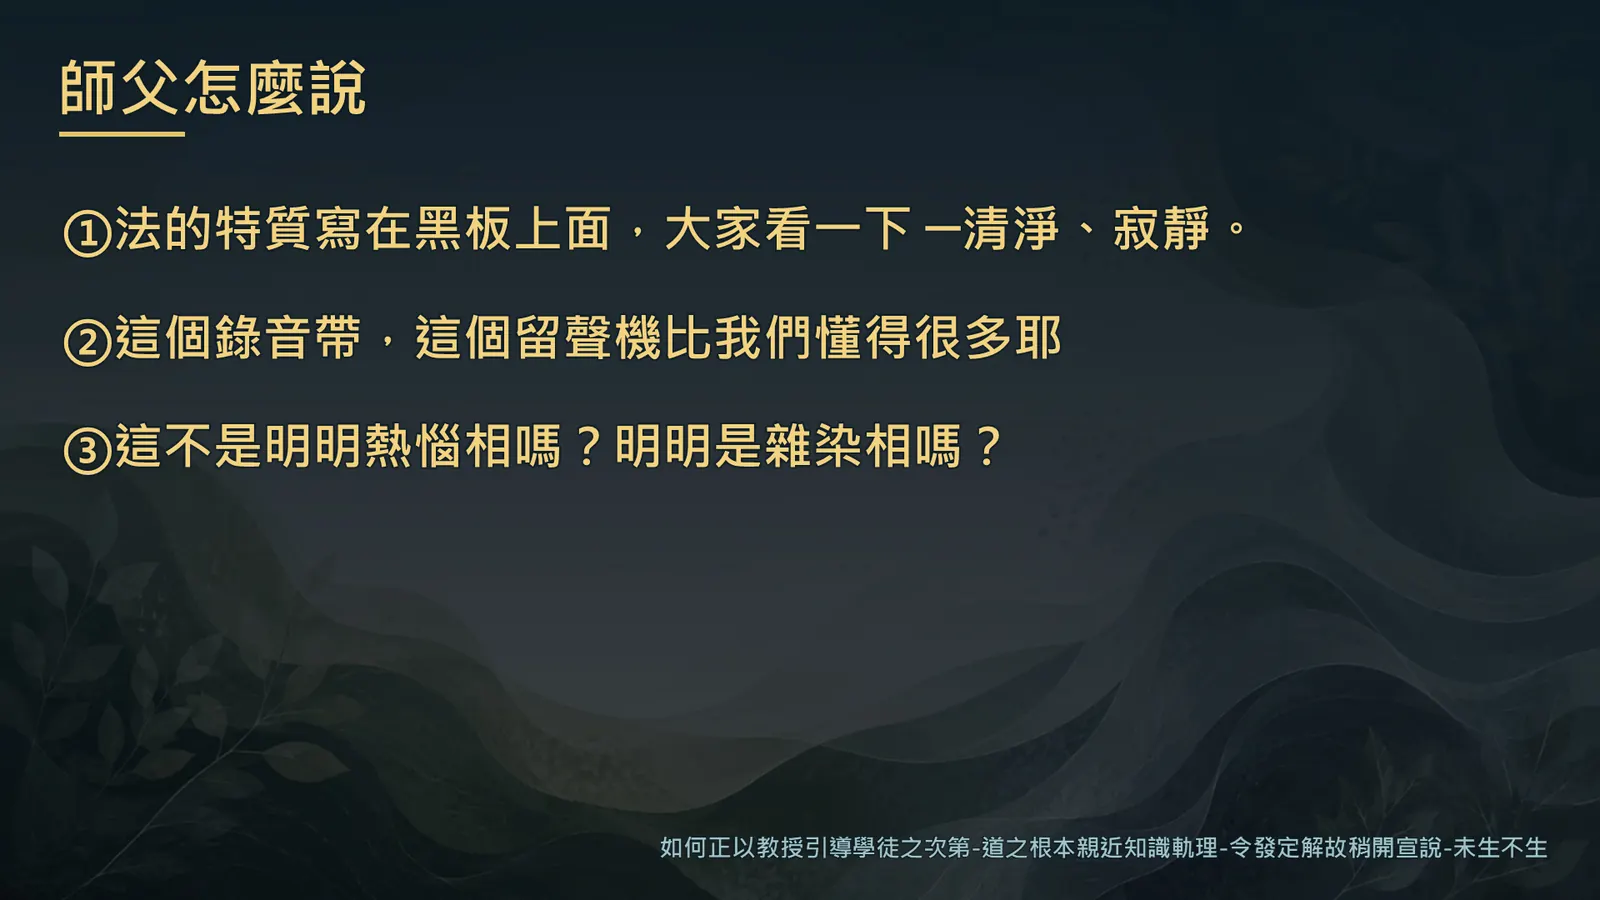 師父怎麼說
①法的特質寫在黑板上面，大家看一下 ─清淨、寂靜。
②這個錄音帶，這個留聲機比我們懂得很多耶
③這不是明明熱惱相嗎？明明是雜染相嗎？
如何正以教授引導學徒之次第-道之根本親近知識軌理-令發定解故稍開宣說-未生不生